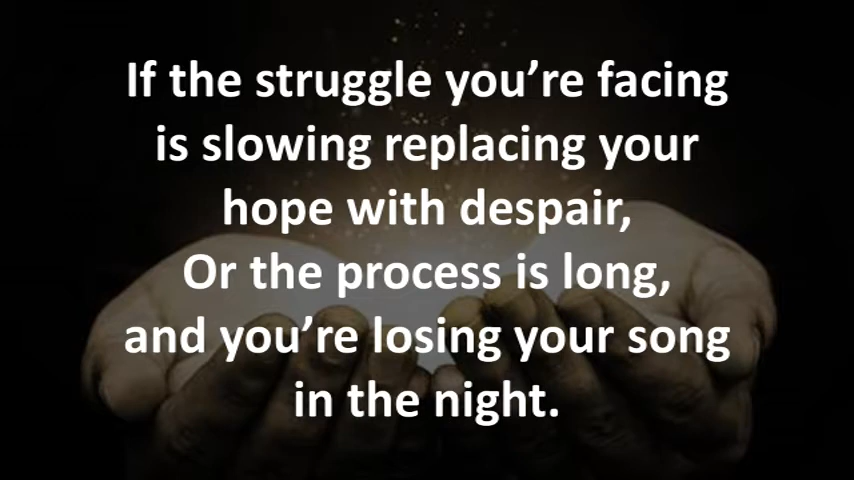 If the struggle you’re facing
is slowing replacing your
hope with despair,
Or the process is long,
and you’re losing your song
in the night.